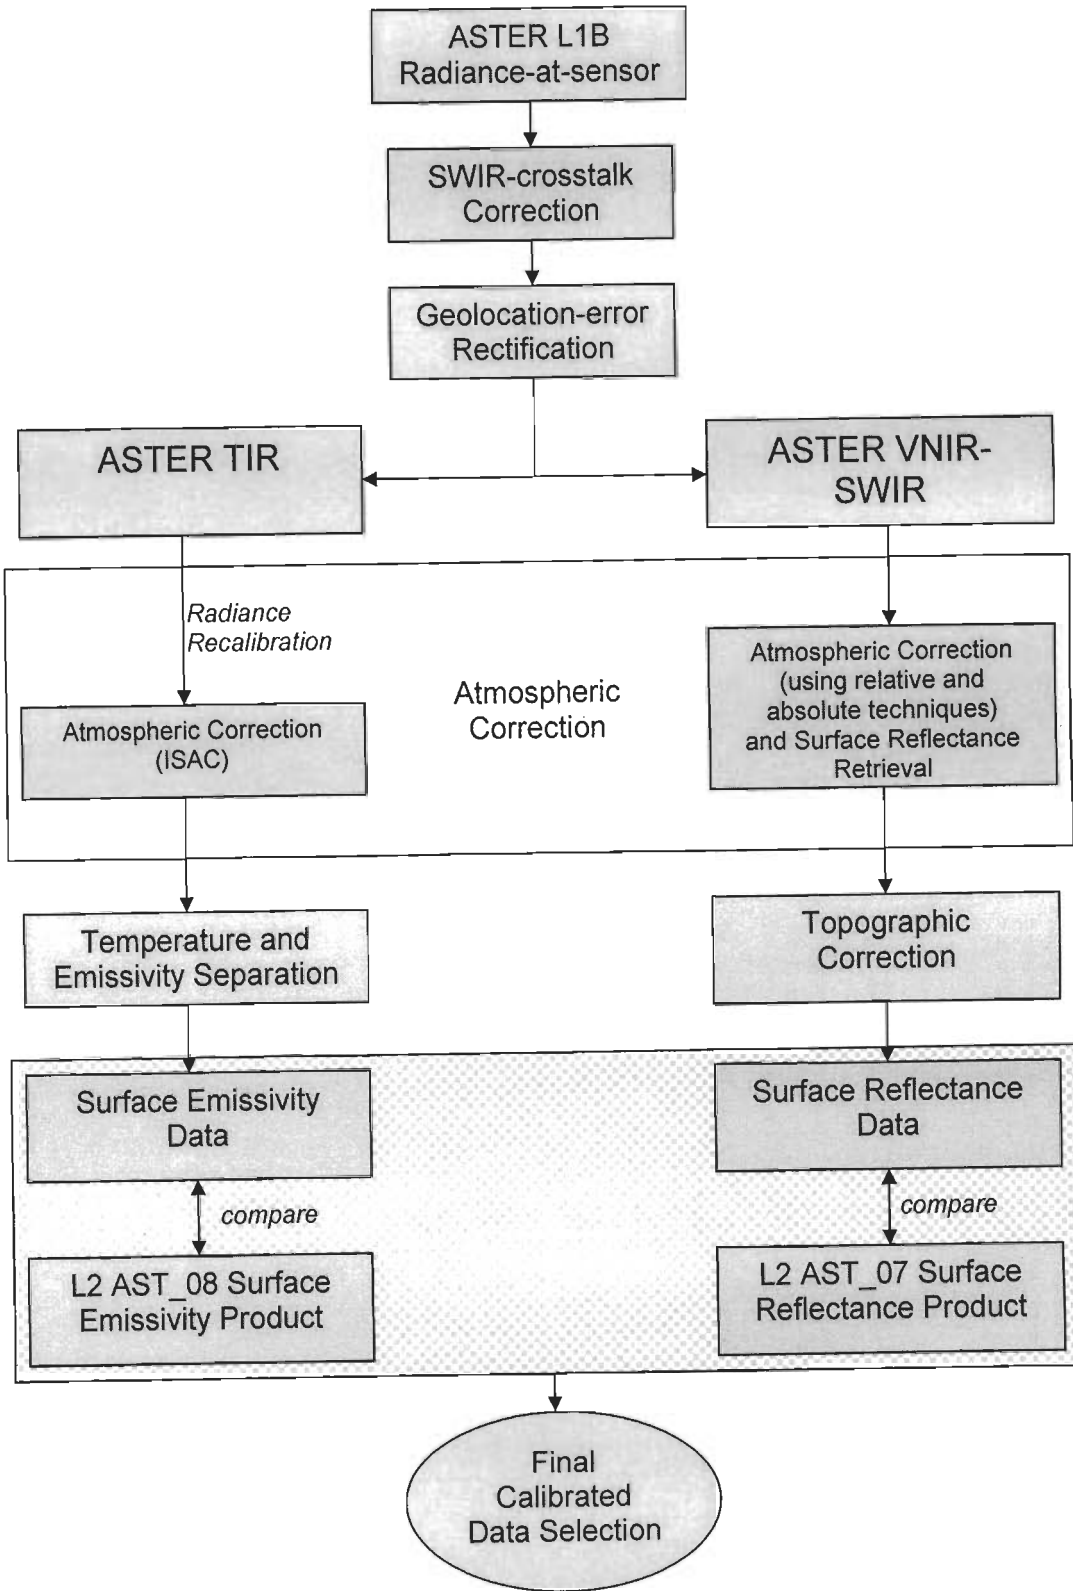 ASTER L1B
Radiance-at-sensor
SWIR-crosstalk
Correction
Geolocation-error
Rectification
ASTER TIR
ASTER VNIR-
SWIR
Radiance
Recalibration
Atmospheric Correction
(ISAC)
Atmospheric
Correction
Atmospheric Correction
(using relative and
absolute techniques)
and Surface Reflectance
Retrieval
Temperature and
Emissivity Separation
Topographic
Correction
Surface Emissivity
Data
Surface Reflectance
Data
compare
compare
L2 AST_08 Surface
Emissivity Product
L2 AST_07 Surface
Reflectance Product
Final
Calibrated
Data Selection